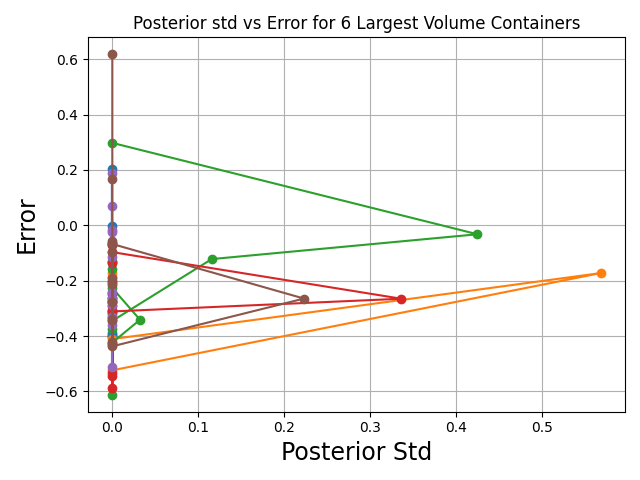 Posterior std vs Error for 6 Largest Volume Containers
0.6
0.4
0.2
0.0
−0.2
−0.4
−0.6
Error
0.0 0.1 0.2 0.3 0.4 0.5
Posterior Std